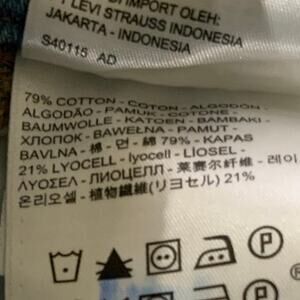 DIIMPORT OLEH:
LEVI STRAUSS INDONESIA
JAKARTA - INDONESIA
S40115 AD
79% COTTON - COTON - ALGODÓN -
ALGODÃO - PAMUK - COTONE -
BAUMWOLLE - KATOEN - BAMBAKI -
ХЛОПОК - BAWEŁNA - PAMUT -
BAVLNA - 棉 - 면 - 綿 79% - KAPAS
21% LYOCELL - lyocell - LİOSEL -
ΛΥΟΣΕΛ - ЛИОЦЕЛЛ - 莱赛尔纤维 - 레이
온리오셀 - 植物繊維(リヨセル) 21%
P